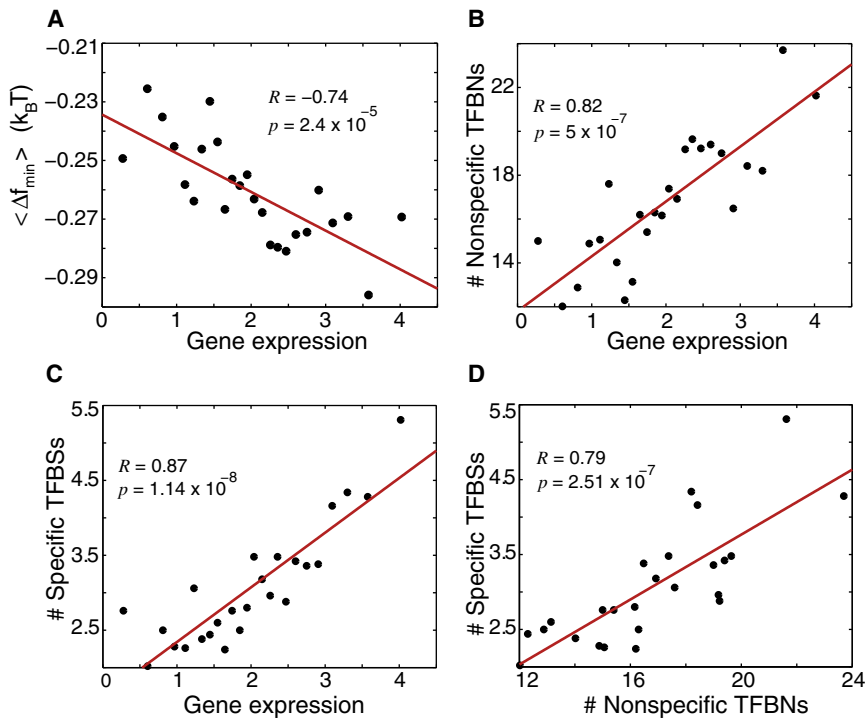 A
−0.21
−0.23
−0.25
−0.27
−0.29
< Δf_min > (k_BT)
R = −0.74
p = 2.4 x 10^-5
0 1 2 3 4
Gene expression
B
22
18
14
# Nonspecific TFBNs
R = 0.82
p = 5 x 10^-7
0 1 2 3 4
Gene expression
C
5.5
4.5
3.5
2.5
# Specific TFBSs
R = 0.87
p = 1.14 x 10^-8
0 1 2 3 4
Gene expression
D
5.5
4.5
3.5
2.5
# Specific TFBSs
R = 0.79
p = 2.51 x 10^-7
12 16 20 24
# Nonspecific TFBNs